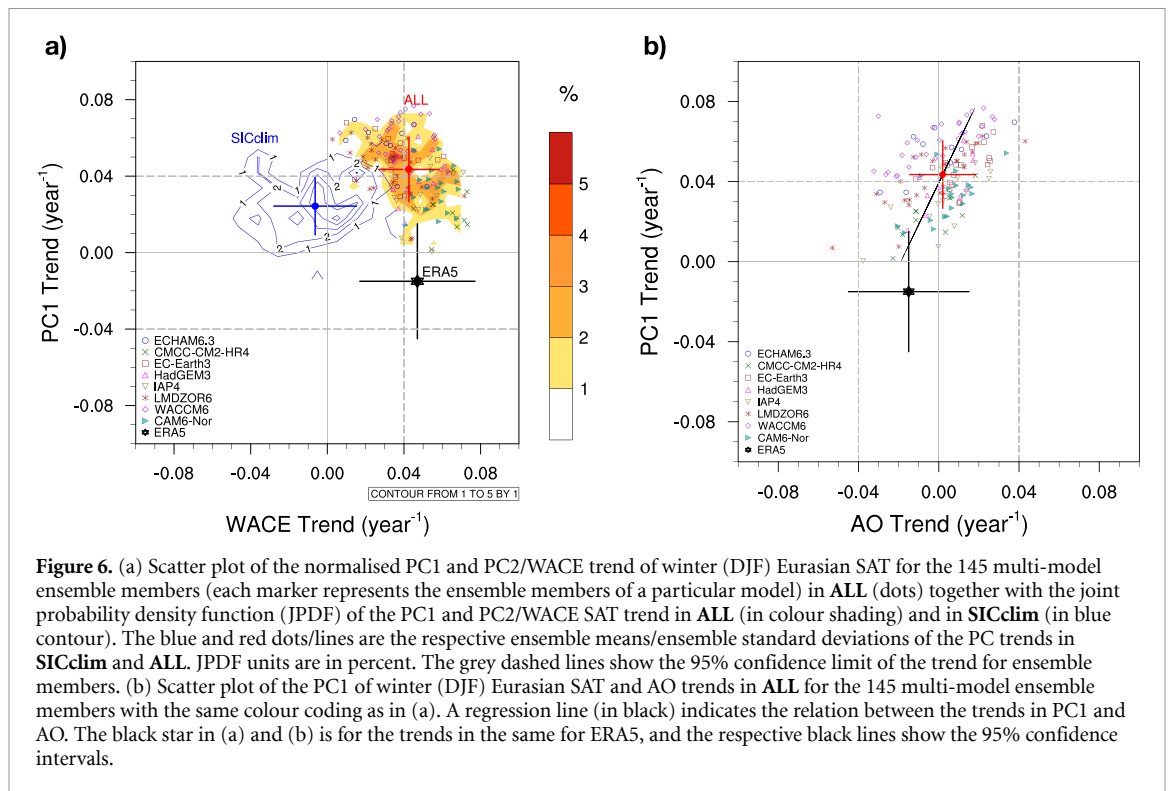 a)
b)
%
SICclim
ALL
ERA5
PC1 Trend (year-1)
0.08
0.04
0.00
-0.04
-0.08
1
2
1
2
2
1
1
2
1
1
2
1
1
ECHAM6.3
CMCC-CM2-HR4
EC-Earth3
HadGEM3
IAP4
LMDZOR6
WACCM6
CAM6-Nor
ERA5
-0.08
-0.04
0.00
0.04
0.08
CONTOUR FROM 1 TO 5 BY 1
WACE Trend (year-1)
5
4
3
2
1
PC1 Trend (year-1)
0.08
0.04
0.00
-0.04
-0.08
ECHAM6.3
CMCC-CM2-HR4
EC-Earth3
HadGEM3
IAP4
LMDZOR6
WACCM6
CAM6-Nor
ERA5
-0.08
-0.04
0.00
0.04
0.08
AO Trend (year-1)
Figure 6. (a) Scatter plot of the normalised PC1 and PC2/WACE trend of winter (DJF) Eurasian SAT for the 145 multi-model
ensemble members (each marker represents the ensemble members of a particular model) in ALL (dots) together with the joint
probability density function (JPDF) of the PC1 and PC2/WACE SAT trend in ALL (in colour shading) and in SICclim (in blue
contour). The blue and red dots/lines are the respective ensemble means/ensemble standard deviations of the PC trends in
SICclim and ALL. JPDF units are in percent. The grey dashed lines show the 95% confidence limit of the trend for ensemble
members. (b) Scatter plot of the PC1 of winter (DJF) Eurasian SAT and AO trends in ALL for the 145 multi-model ensemble
members with the same colour coding as in (a). A regression line (in black) indicates the relation between the trends in PC1 and
AO. The black star in (a) and (b) is for the trends in the same for ERA5, and the respective black lines show the 95% confidence
intervals.